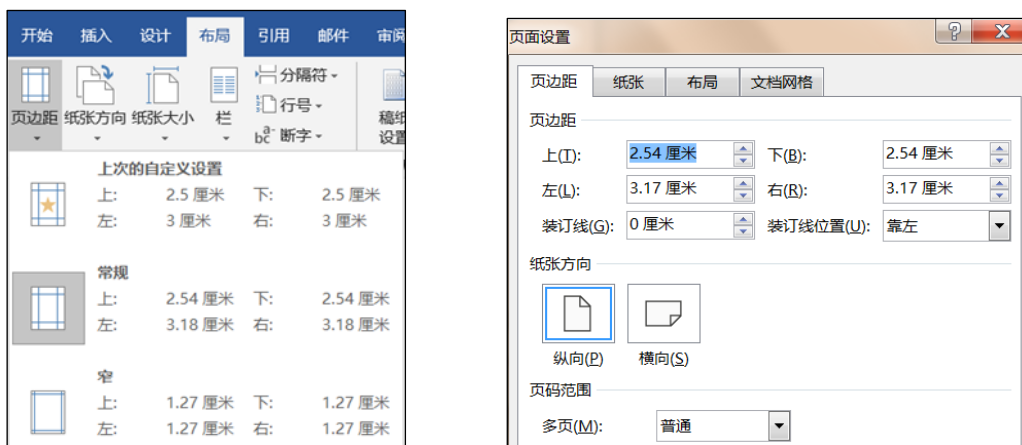 开始 插入 设计 布局 引用 邮件 审阅
页边距 纸张方向 纸张大小 栏
分隔符
行号
断字
稿纸
设置
上次的自定义设置
上: 2.5 厘米 下: 2.5 厘米
左: 3 厘米 右: 3 厘米
常规
上: 2.54 厘米 下: 2.54 厘米
左: 3.18 厘米 右: 3.18 厘米
窄
上: 1.27 厘米 下: 1.27 厘米
左: 1.27 厘米 右: 1.27 厘米
页面设置
页边距 纸张 布局 文档网格
页边距
上(T): 2.54 厘米 下(B): 2.54 厘米
左(L): 3.17 厘米 右(R): 3.17 厘米
装订线(G): 0 厘米 装订线位置(U): 靠左
纸张方向
纵向(P) 横向(S)
页码范围
多页(M): 普通